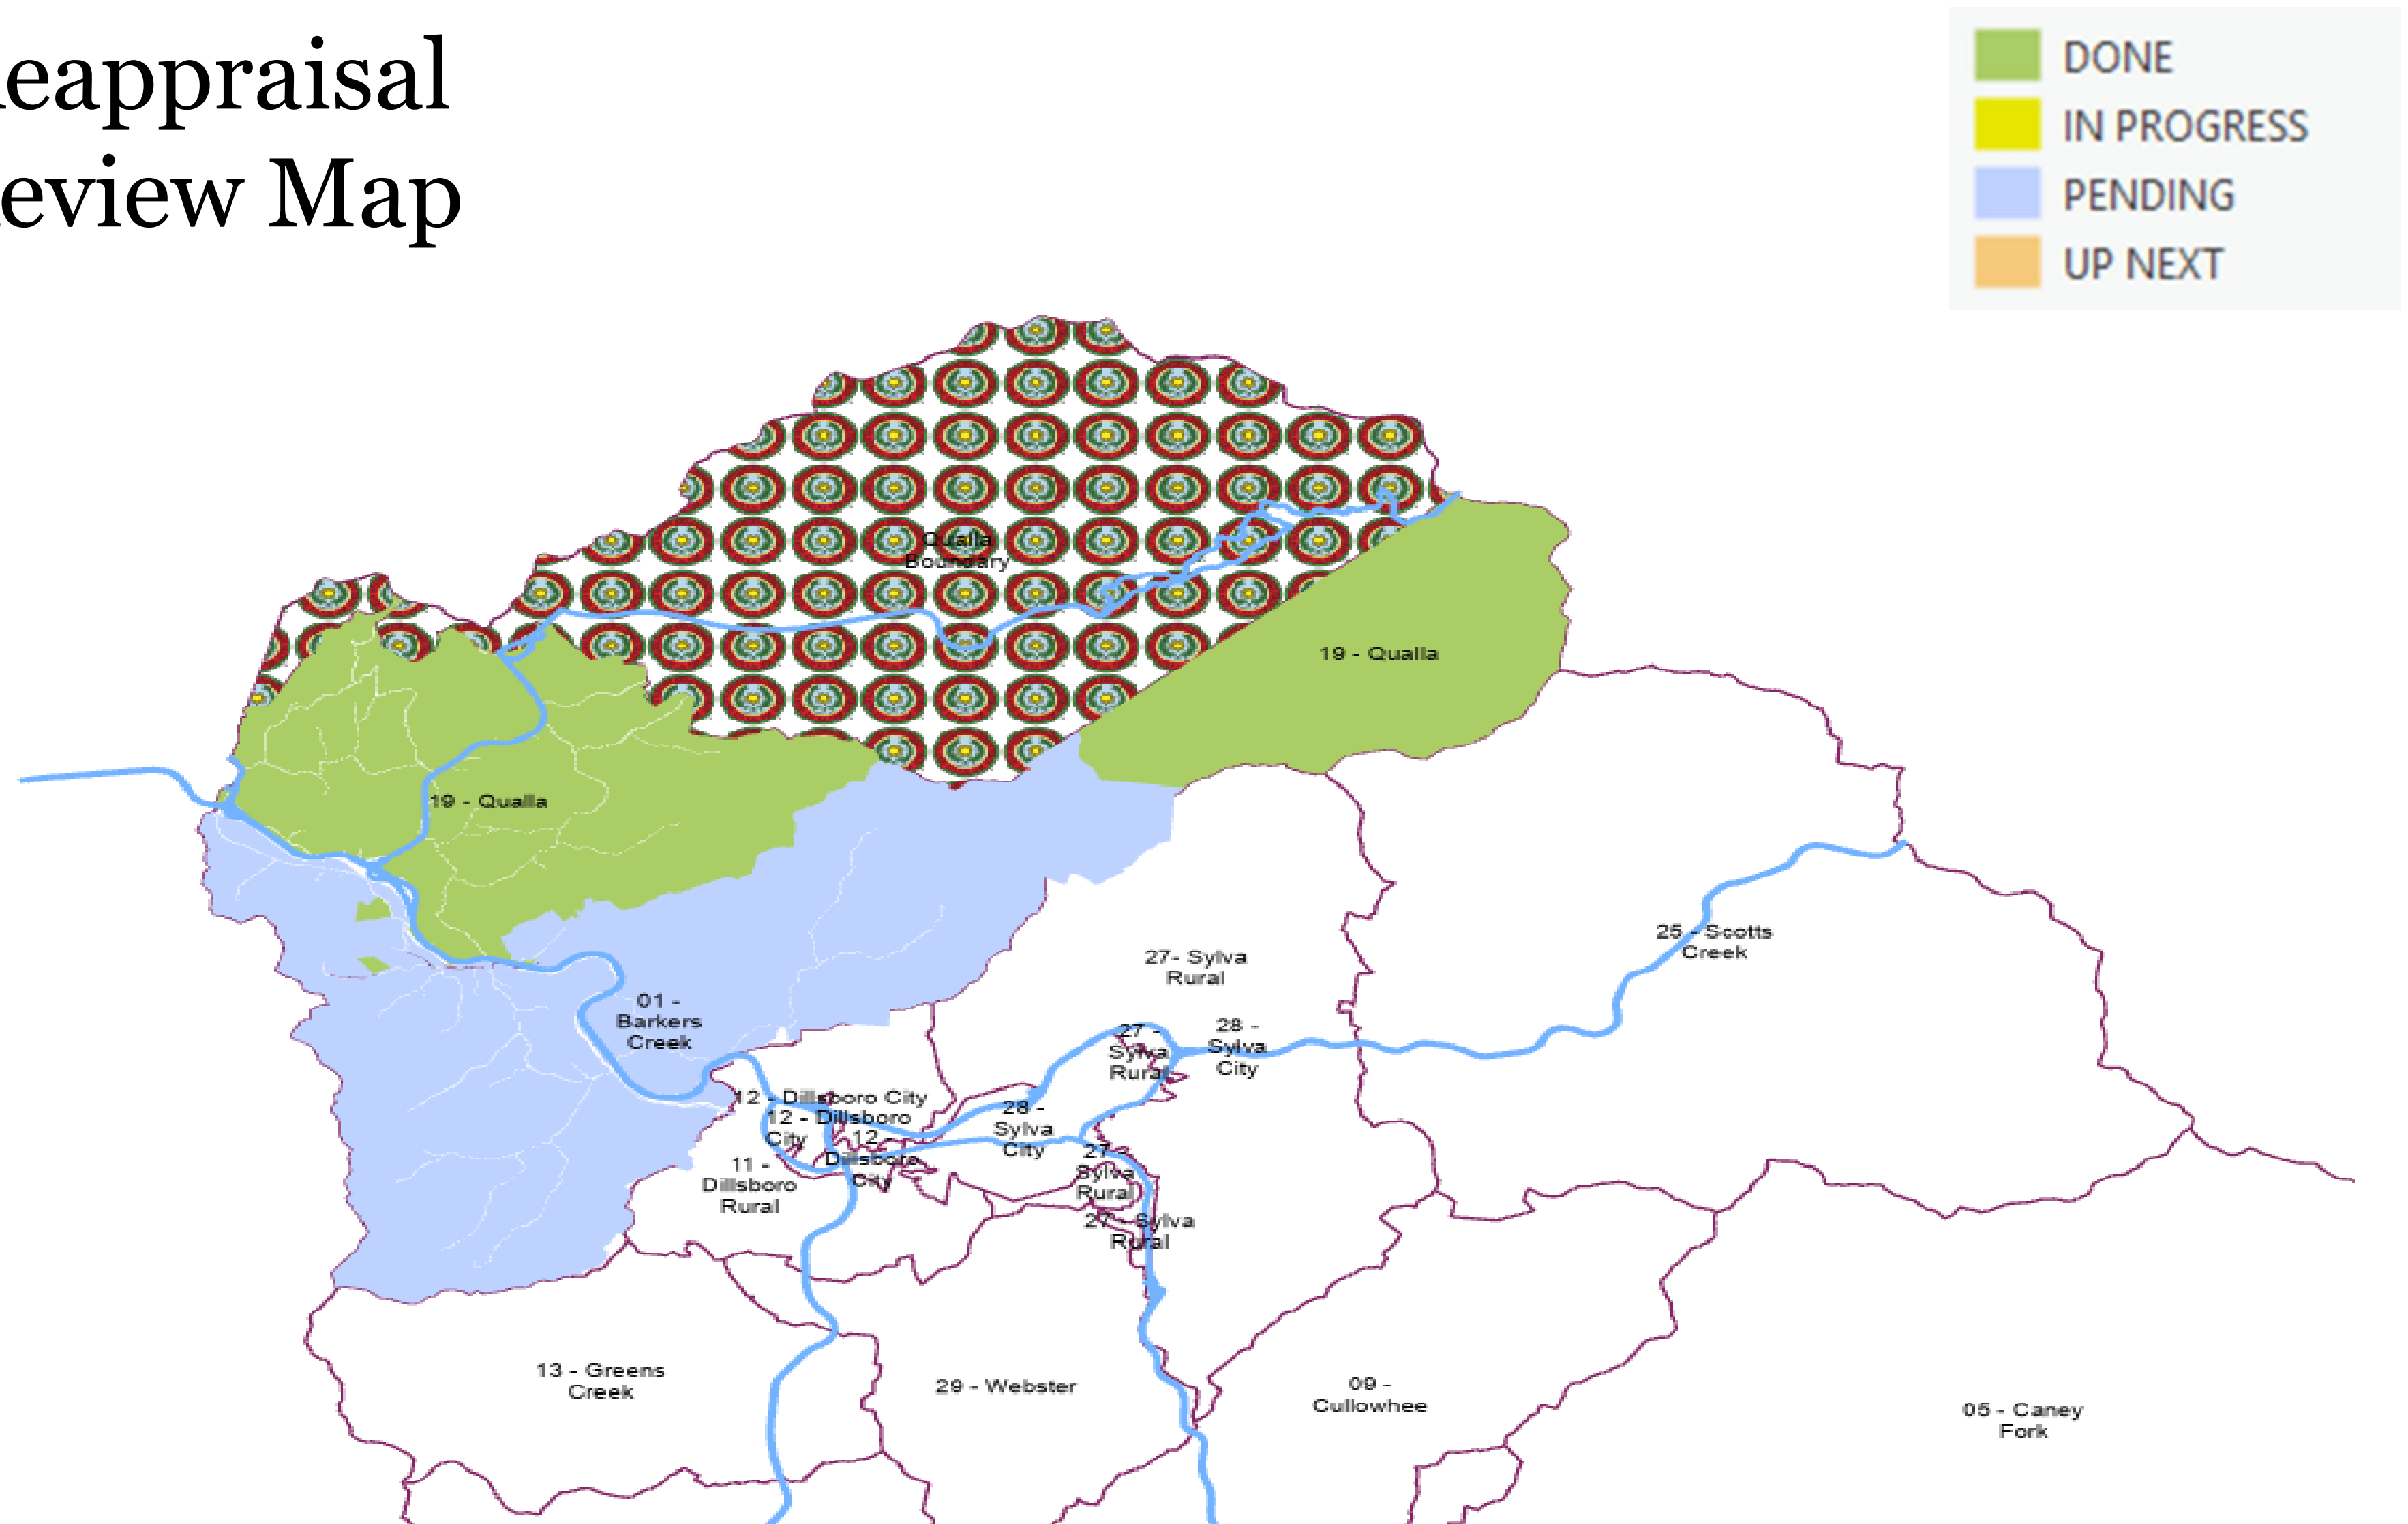 eappraisal
eview Map
DONE
IN PROGRESS
PENDING
UP NEXT
Qualla
Boundary
19 - Qualla
19 - Qualla
25 - Scotts
Creek
27- Sylva
Rural
01 -
Barkers
Creek
27 -
Sylva
Rural
28 -
Sylva
City
12 - Dillsboro City
12 - Dillsboro
City
12 -
Dillsboro
City
28 -
Sylva
City
11 -
Dillsboro
Rural
27 -
Sylva
Rural
27 - Sylva
Rural
13 - Greens
Creek
29 - Webster
09 -
Cullowhee
05 - Caney
Fork